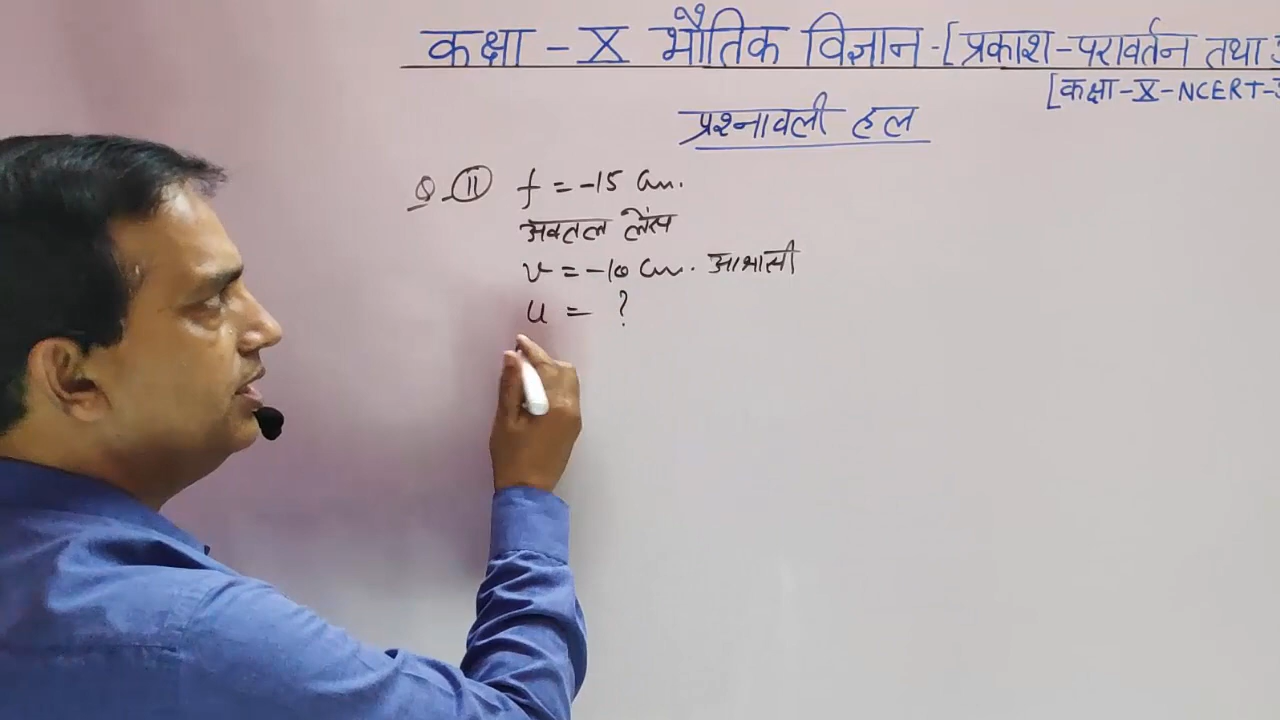 कक्षा - X भौतिक विज्ञान - [प्रकाश-परावर्तन तथा
[कक्षा-X-NCERT-
प्रश्नावली हल
Q. 11 f = -15 cm.
अवतल लेंस
v = -10 cm. आभासी
u = ?